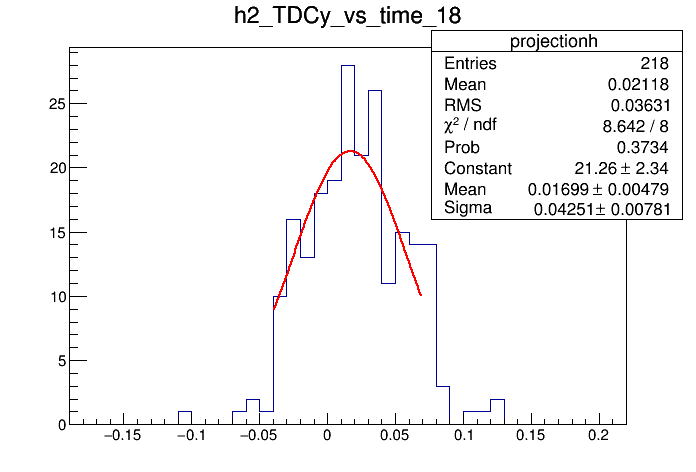 h2_TDCy_vs_time_18
projectionh
Entries 218
Mean 0.02118
RMS 0.03631
χ² / ndf 8.642 / 8
Prob 0.3734
Constant 21.26 ± 2.34
Mean 0.01699 ± 0.00479
Sigma 0.04251 ± 0.00781
25
20
15
10
5
0
−0.15 −0.1 −0.05 0 0.05 0.1 0.15 0.2